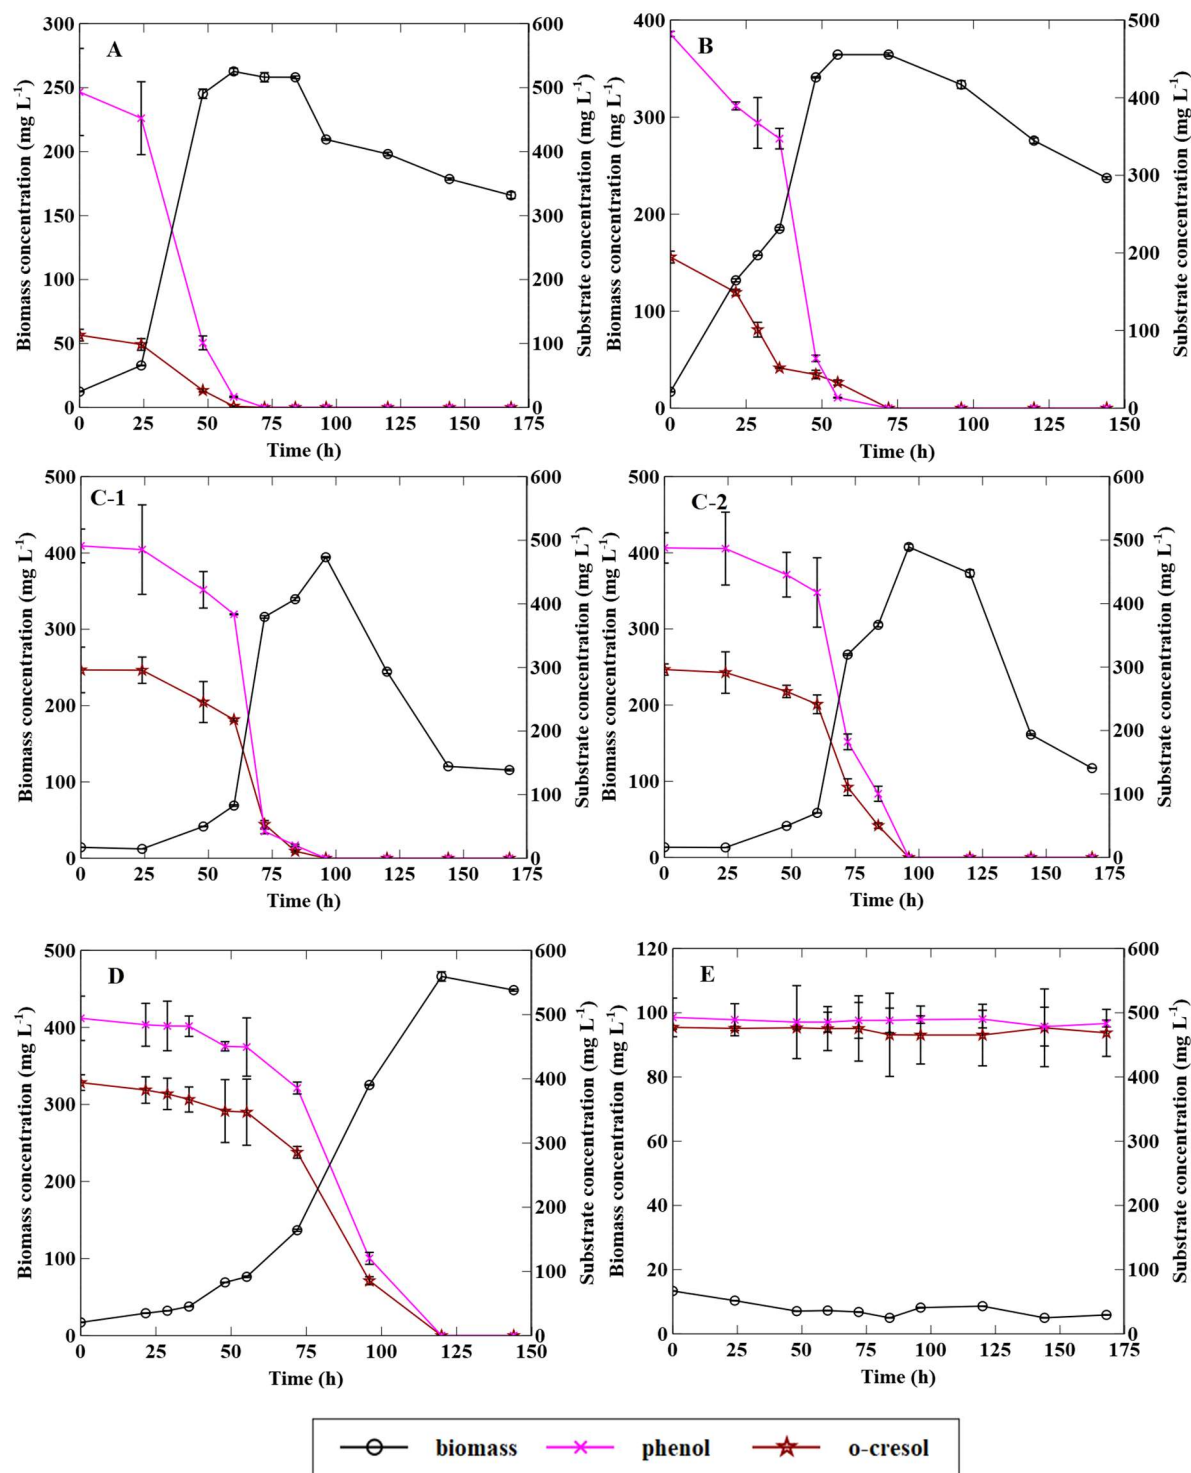 A
Biomass concentration (mg L⁻¹)
300
250
200
150
100
50
0
600
500
400
300
200
100
0
Substrate concentration (mg L⁻¹)
0 25 50 75 100 125 150 175
Time (h)
B
Biomass concentration (mg L⁻¹)
400
300
200
100
0
500
400
300
200
100
0
Substrate concentration (mg L⁻¹)
0 25 50 75 100 125 150
Time (h)
C-1
Biomass concentration (mg L⁻¹)
500
400
300
200
100
0
600
500
400
300
200
100
0
Substrate concentration (mg L⁻¹)
0 25 50 75 100 125 150 175
Time (h)
C-2
Biomass concentration (mg L⁻¹)
500
400
300
200
100
0
600
500
400
300
200
100
0
Substrate concentration (mg L⁻¹)
0 25 50 75 100 125 150 175
Time (h)
D
Biomass concentration (mg L⁻¹)
500
400
300
200
100
0
600
500
400
300
200
100
0
Substrate concentration (mg L⁻¹)
0 25 50 75 100 125 150
Time (h)
E
Biomass concentration (mg L⁻¹)
120
100
80
60
40
20
0
600
500
400
300
200
100
0
Substrate concentration (mg L⁻¹)
0 25 50 75 100 125 150 175
Time (h)
biomass phenol o-cresol